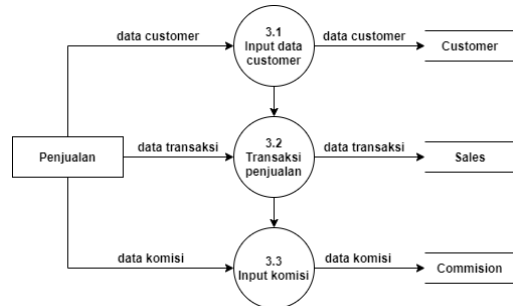 data customer
3.1
Input data
customer
data customer
Customer
Penjualan
data transaksi
3.2
Transaksi
penjualan
data transaksi
Sales
data komisi
3.3
Input komisi
data komisi
Commision